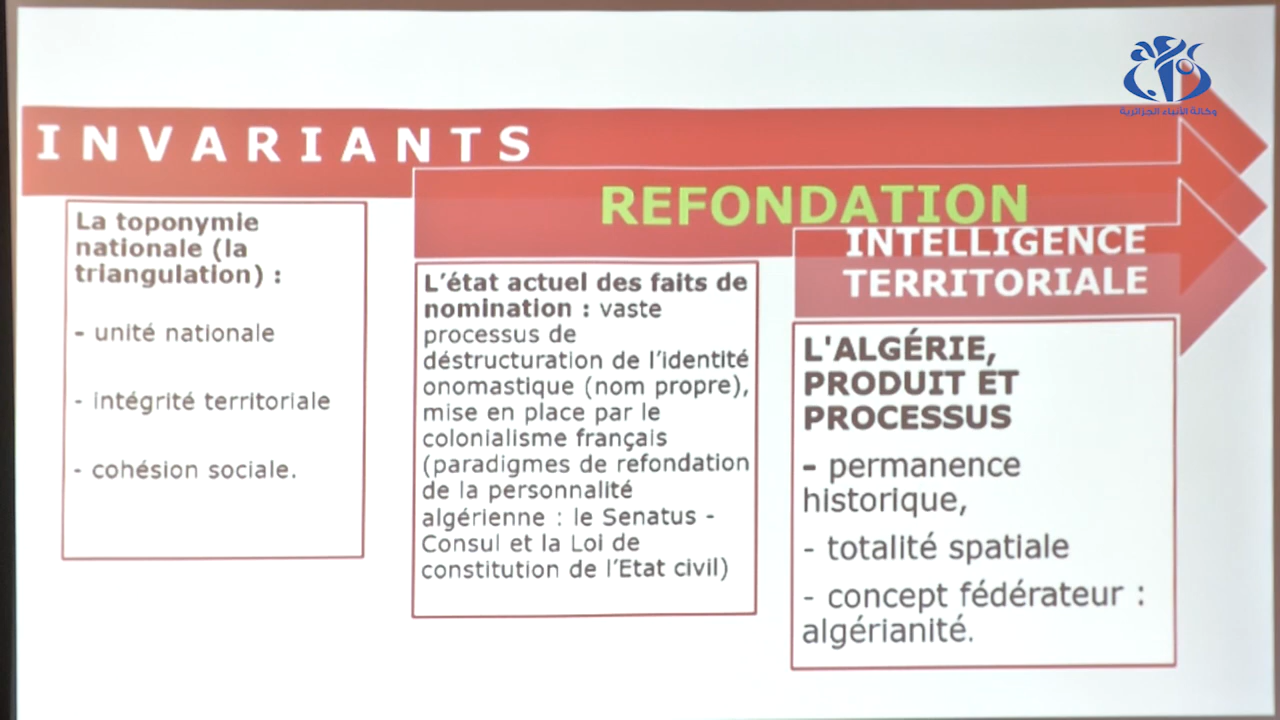 وكالة الأنباء الجزائرية
INVARIANTS
REFONDATION
INTELLIGENCE
TERRITORIALE
La toponymie
nationale (la
triangulation) :
- unité nationale
- intégrité territoriale
- cohésion sociale.
L'état actuel des faits de
nomination : vaste
processus de
déstructuration de l'identité
onomastique (nom propre),
mise en place par le
colonialisme français
(paradigmes de refondation
de la personnalité
algérienne : le Senatus -
Consul et la Loi de
constitution de l'Etat civil)
L'ALGÉRIE,
PRODUIT ET
PROCESSUS
- permanence
historique,
- totalité spatiale
- concept fédérateur :
algérianité.